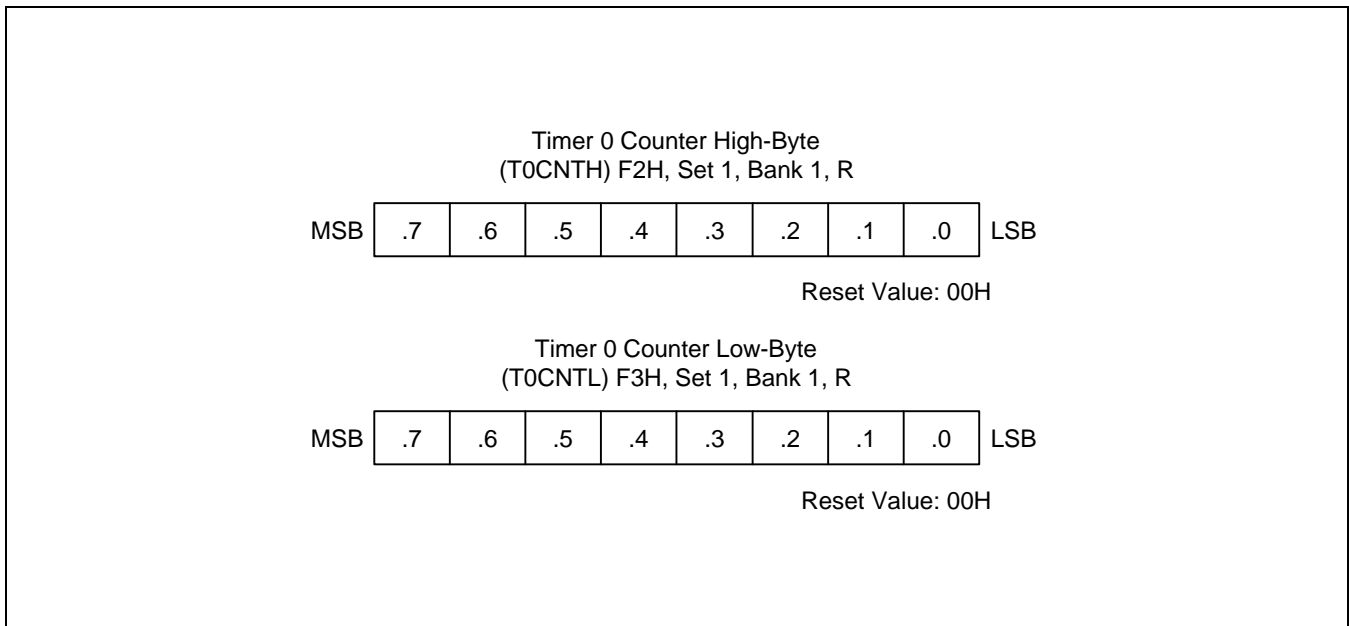 Timer 0 Counter High-Byte
(T0CNTH) F2H, Set 1, Bank 1, R
MSB .7 .6 .5 .4 .3 .2 .1 .0 LSB
Reset Value: 00H
Timer 0 Counter Low-Byte
(T0CNTL) F3H, Set 1, Bank 1, R
MSB .7 .6 .5 .4 .3 .2 .1 .0 LSB
Reset Value: 00H